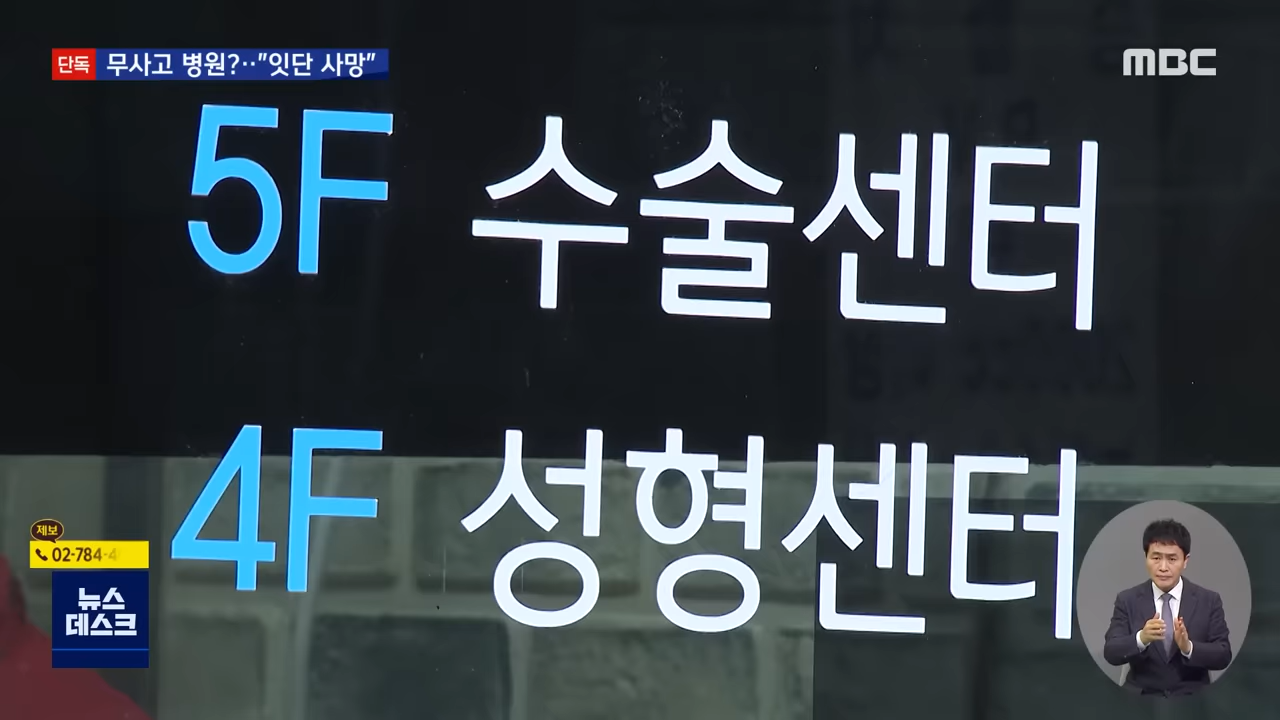 단독 무사고 병원?··"잇단 사망"
MBC
5F 수술센터
4F 성형센터
제보
02-784-4
뉴스
데스크